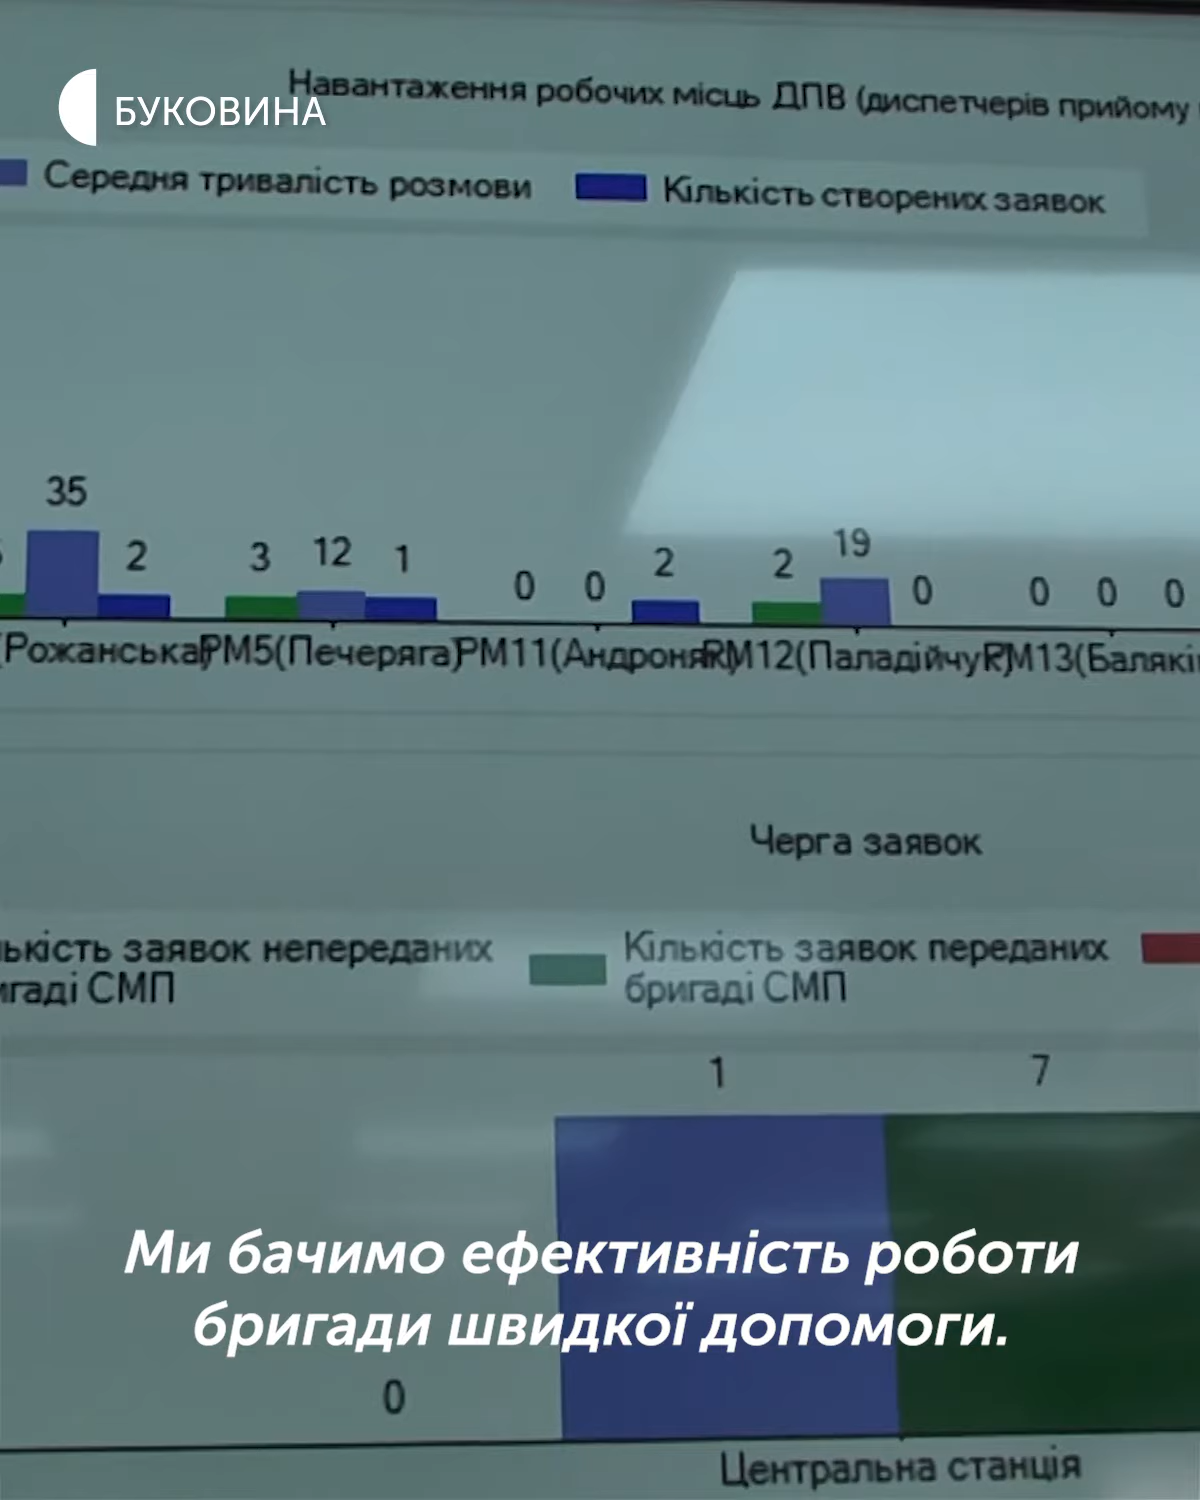 БУКОВИНА
Навантаження робочих місць ДПВ (диспетчерів прийому
Середня тривалість розмови
Кількість створених заявок
35 2 3 12 1 0 0 2 2 19 0 0 0 0
(Рожанська) РМ5(Печеряга) РМ11(Андроняк) РМ12(Паладійчук) РМ13(Балякі
Черга заявок
ькість заявок непереданих
игаді СМП
Кількість заявок переданих
бригаді СМП
1 7
Ми бачимо ефективність роботи
бригади швидкої допомоги.
0
Центральна станція